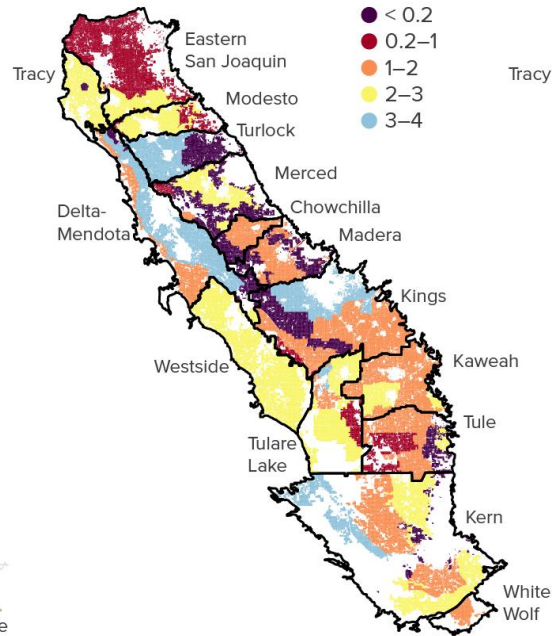 < 0.2
0.2–1
1–2
2–3
3–4
Eastern
San Joaquin
Tracy
Tracy
Modesto
Turlock
Merced
Chowchilla
Delta-
Mendota
Madera
Kings
Westside
Kaweah
Tule
Tulare
Lake
Kern
White
Wolf
e